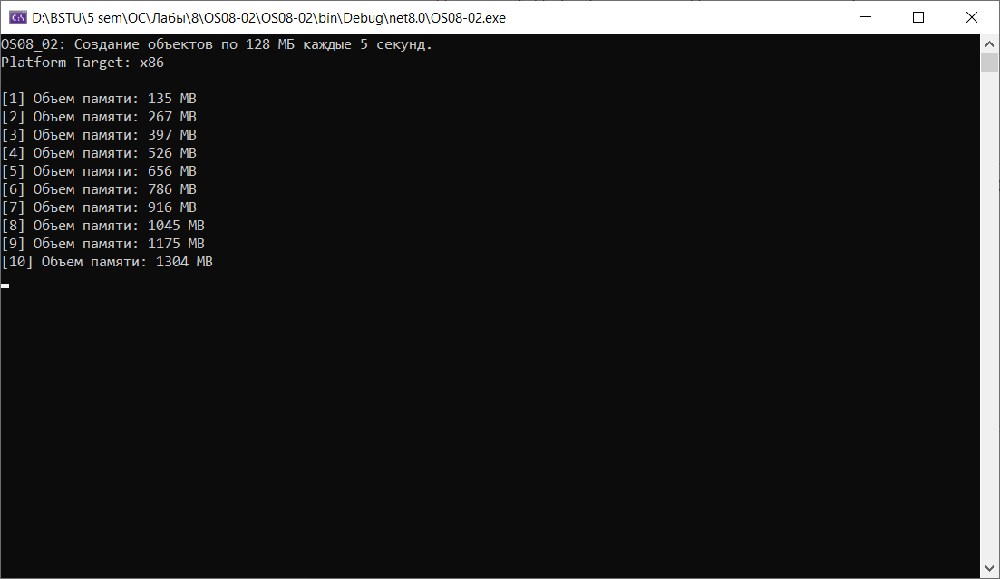 D:\BSTU\5 sem\ОС\Лабы\8\OS08-02\OS08-02\bin\Debug\net8.0\OS08-02.exe
OS08_02: Создание объектов по 128 МБ каждые 5 секунд.
Platform Target: x86
[1] Объем памяти: 135 MB
[2] Объем памяти: 267 MB
[3] Объем памяти: 397 MB
[4] Объем памяти: 526 MB
[5] Объем памяти: 656 MB
[6] Объем памяти: 786 MB
[7] Объем памяти: 916 MB
[8] Объем памяти: 1045 MB
[9] Объем памяти: 1175 MB
[10] Объем памяти: 1304 MB